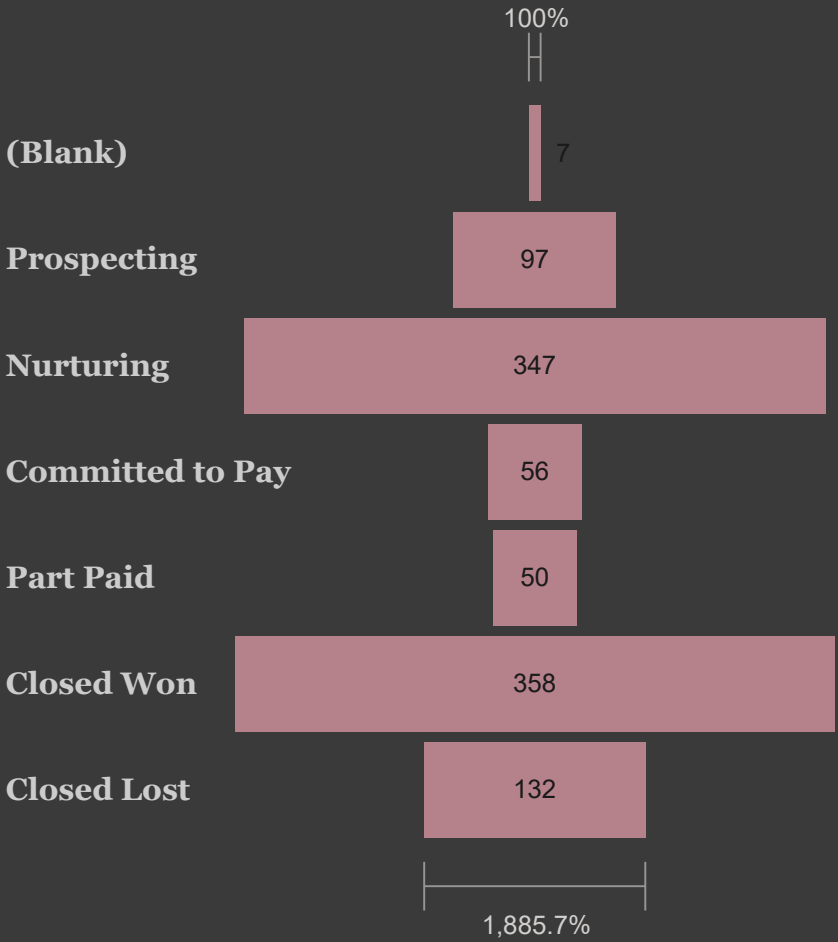 100%
(Blank) 7
Prospecting 97
Nurturing 347
Committed to Pay 56
Part Paid 50
Closed Won 358
Closed Lost 132
1,885.7%